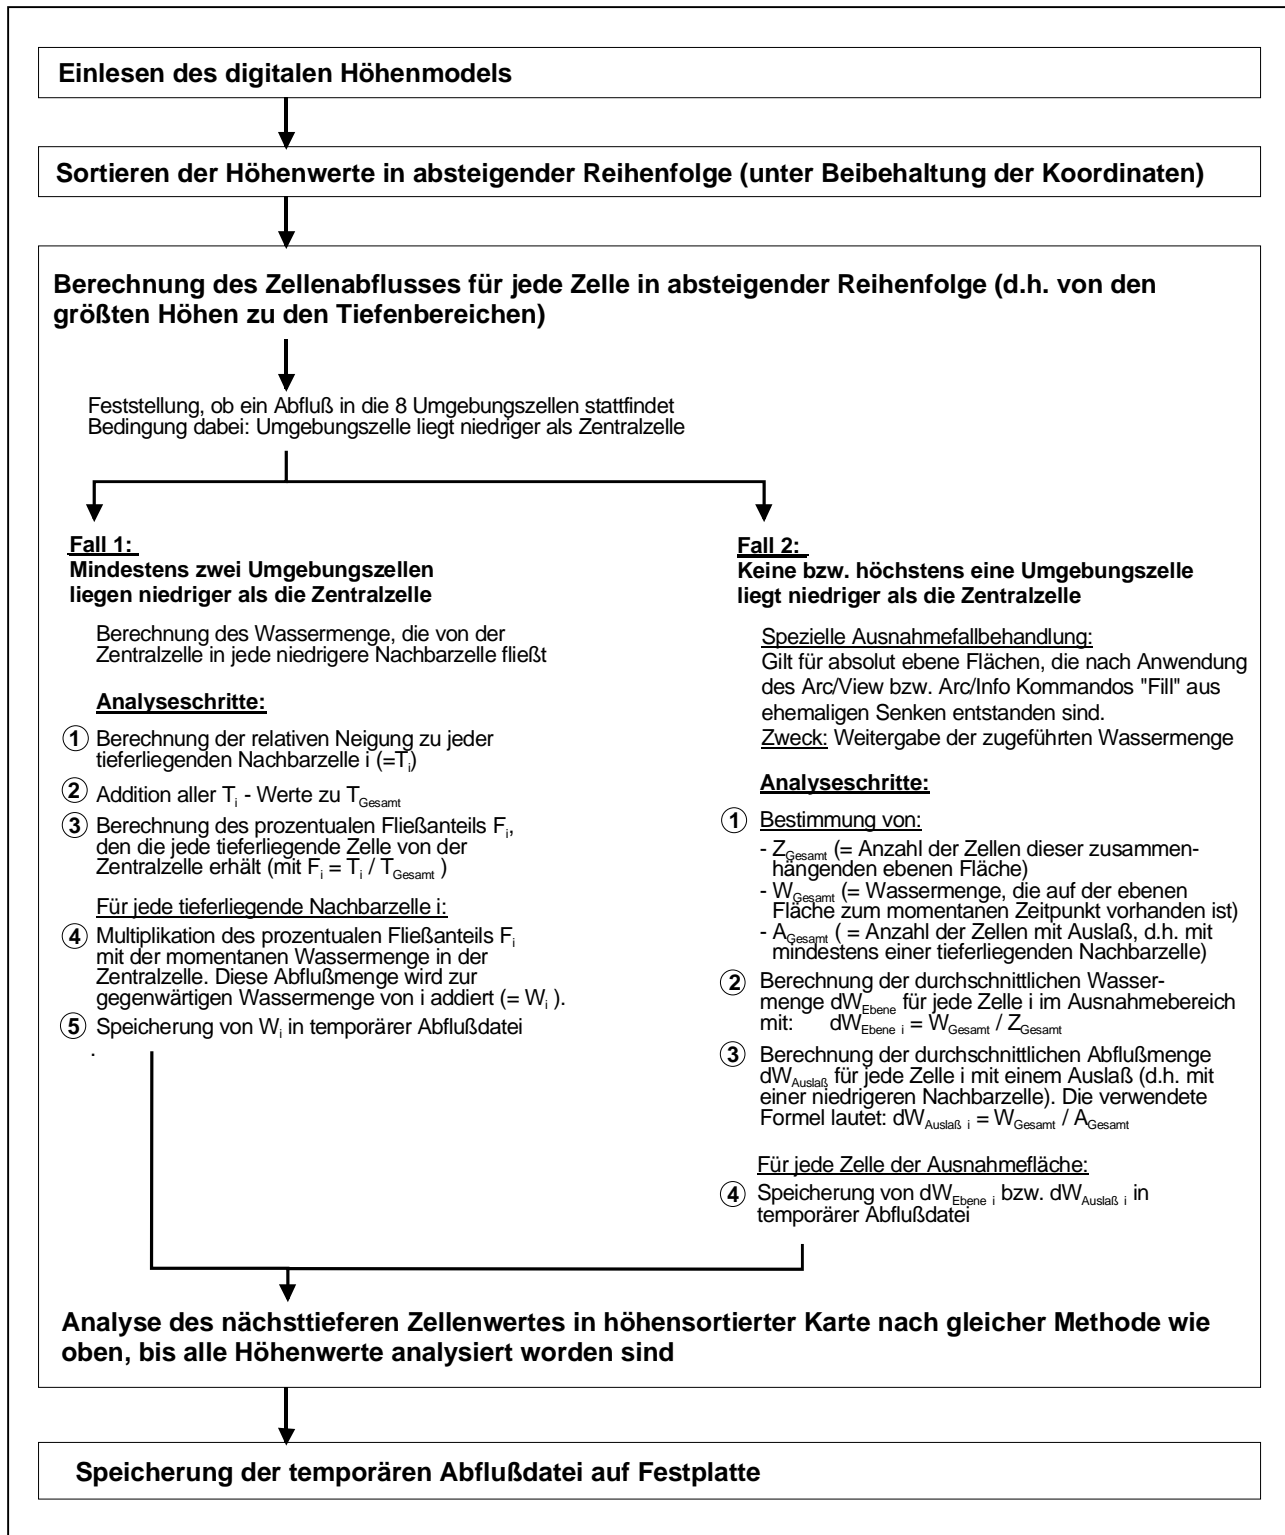 Einlesen des digitalen Höhenmodels
Sortieren der Höhenwerte in absteigender Reihenfolge (unter Beibehaltung der Koordinaten)
Berechnung des Zellenabflusses für jede Zelle in absteigender Reihenfolge (d.h. von den
größten Höhen zu den Tiefenbereichen)
Feststellung, ob ein Abfluß in die 8 Umgebungszellen stattfindet
Bedingung dabei: Umgebungszelle liegt niedriger als Zentralzelle
Fall 1:
Mindestens zwei Umgebungszellen
liegen niedriger als die Zentralzelle
Berechnung des Wassermenge, die von der
Zentralzelle in jede niedrigere Nachbarzelle fließt
Analyseschritte:
1 Berechnung der relativen Neigung zu jeder
tieferliegenden Nachbarzelle i (=Ti)
2 Addition aller Ti - Werte zu TGesamt
3 Berechnung des prozentualen Fließanteils Fi,
den die jede tieferliegende Zelle von der
Zentralzelle erhält (mit Fi = Ti / TGesamt )
Für jede tieferliegende Nachbarzelle i:
4 Multiplikation des prozentualen Fließanteils Fi
mit der momentanen Wassermenge in der
Zentralzelle. Diese Abflußmenge wird zur
gegenwärtigen Wassermenge von i addiert (= Wi ).
5 Speicherung von Wi in temporärer Abflußdatei
.
Fall 2:
Keine bzw. höchstens eine Umgebungszelle
liegt niedriger als die Zentralzelle
Spezielle Ausnahmefallbehandlung:
Gilt für absolut ebene Flächen, die nach Anwendung
des Arc/View bzw. Arc/Info Kommandos "Fill" aus
ehemaligen Senken entstanden sind.
Zweck: Weitergabe der zugeführten Wassermenge
Analyseschritte:
1 Bestimmung von:
- ZGesamt (= Anzahl der Zellen dieser zusammen-
hängenden ebenen Fläche)
- WGesamt (= Wassermenge, die auf der ebenen
Fläche zum momentanen Zeitpunkt vorhanden ist)
- AGesamt ( = Anzahl der Zellen mit Auslaß, d.h. mit
mindestens einer tieferliegenden Nachbarzelle)
2 Berechnung der durchschnittlichen Wasser-
menge dWEbene für jede Zelle i im Ausnahmebereich
mit: dWEbene i = WGesamt / ZGesamt
3 Berechnung der durchschnittlichen Abflußmenge
dWAuslaß für jede Zelle i mit einem Auslaß (d.h. mit
einer niedrigeren Nachbarzelle). Die verwendete
Formel lautet: dWAuslaß i = WGesamt / AGesamt
Für jede Zelle der Ausnahmefläche:
4 Speicherung von dWEbene i bzw. dWAuslaß i in
temporärer Abflußdatei
Analyse des nächsttieferen Zellenwertes in höhensortierter Karte nach gleicher Methode wie
oben, bis alle Höhenwerte analysiert worden sind
Speicherung der temporären Abflußdatei auf Festplatte